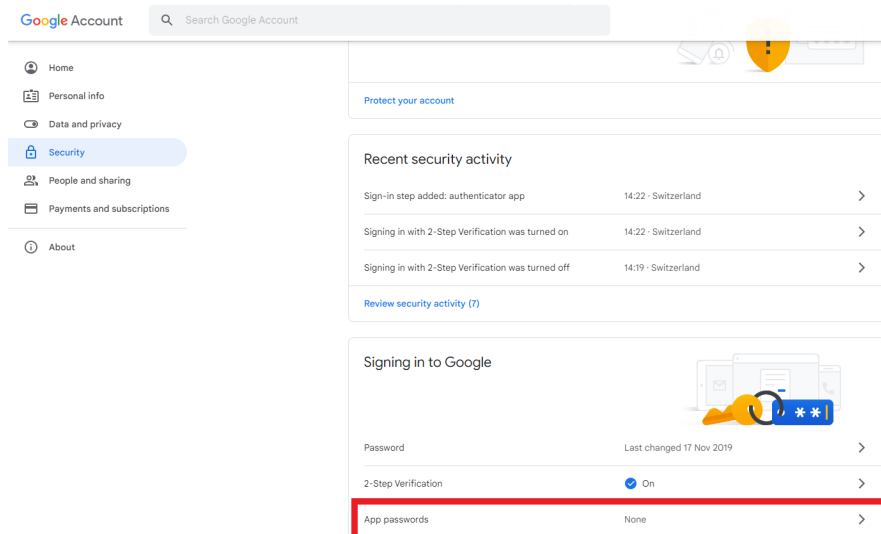 Google Account
Search Google Account
Home
Personal info
Data and privacy
Security
People and sharing
Payments and subscriptions
About
Protect your account
Recent security activity
Sign-in step added: authenticator app 14:22 · Switzerland
Signing in with 2-Step Verification was turned on 14:22 · Switzerland
Signing in with 2-Step Verification was turned off 14:19 · Switzerland
Review security activity (7)
Signing in to Google
Password Last changed 17 Nov 2019
2-Step Verification On
App passwords None